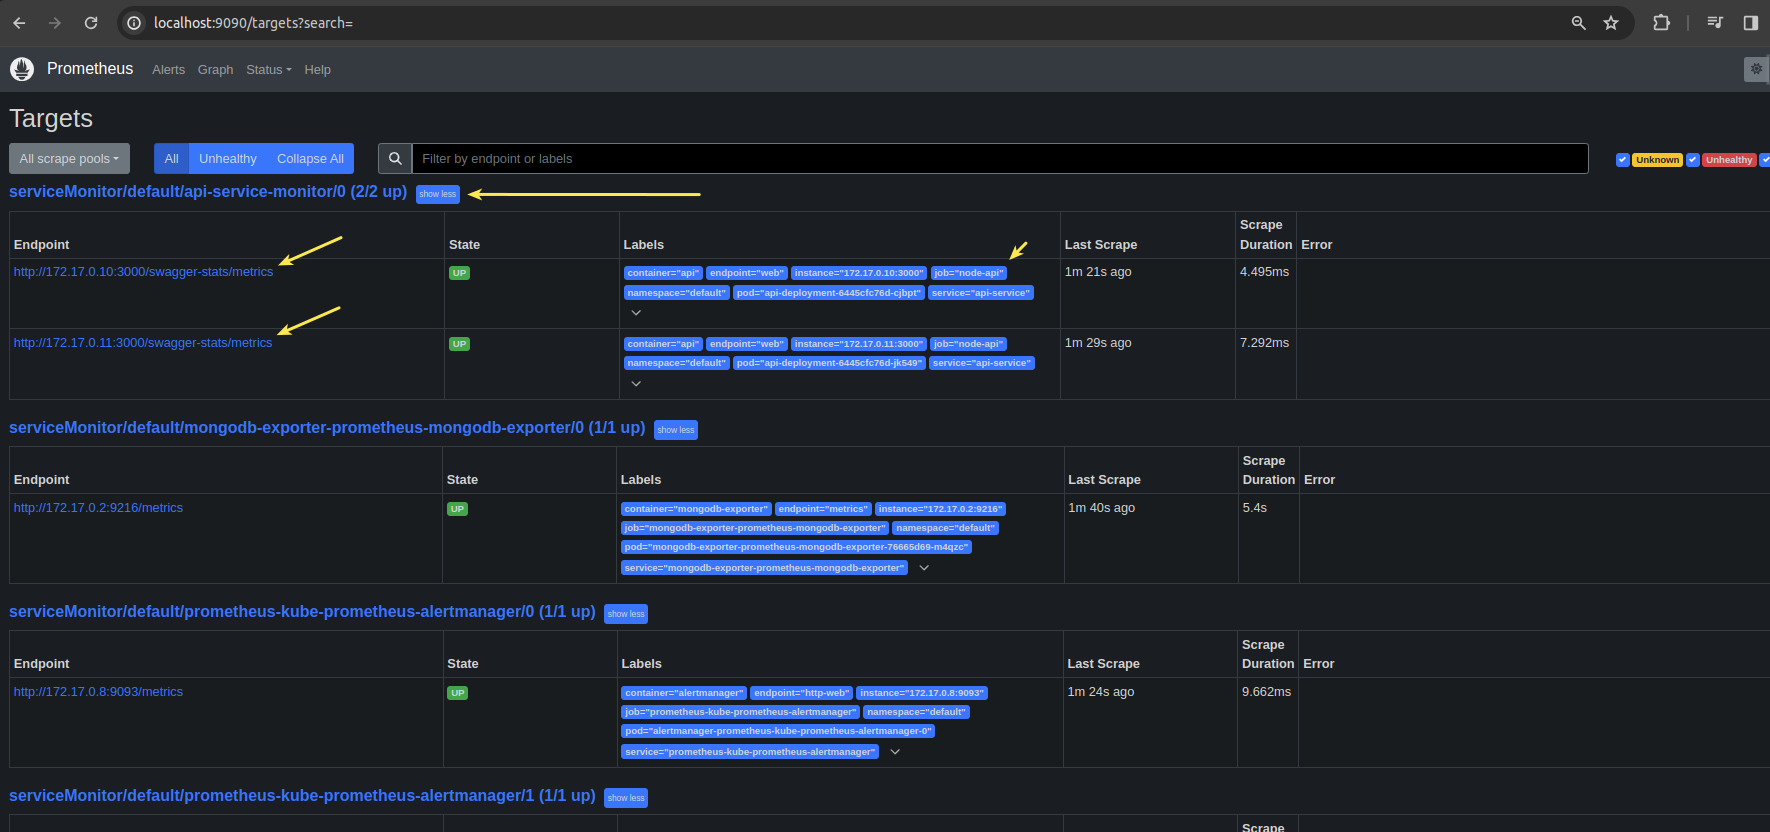 localhost:9090/targets?search=
Prometheus Alerts Graph Status Help
Targets
All scrape pools All Unhealthy Collapse All Filter by endpoint or labels Unknown Unhealthy
serviceMonitor/default/api-service-monitor/0 (2/2 up) show less
Endpoint State Labels Last Scrape Scrape Duration Error
http://172.17.0.10:3000/swagger-stats/metrics UP container="api" endpoint="web" instance="172.17.0.10:3000" job="node-api" 1m 21s ago 4.495ms
namespace="default" pod="api-deployment-6445cfc76d-cjbpt" service="api-service"
http://172.17.0.11:3000/swagger-stats/metrics UP container="api" endpoint="web" instance="172.17.0.11:3000" job="node-api" 1m 29s ago 7.292ms
namespace="default" pod="api-deployment-6445cfc76d-jk549" service="api-service"
serviceMonitor/default/mongodb-exporter-prometheus-mongodb-exporter/0 (1/1 up) show less
Endpoint State Labels Last Scrape Scrape Duration Error
http://172.17.0.2:9216/metrics UP container="mongodb-exporter" endpoint="metrics" instance="172.17.0.2:9216" 1m 40s ago 5.4s
job="mongodb-exporter-prometheus-mongodb-exporter" namespace="default"
pod="mongodb-exporter-prometheus-mongodb-exporter-76665d69-m4qzc"
service="mongodb-exporter-prometheus-mongodb-exporter"
serviceMonitor/default/prometheus-kube-prometheus-alertmanager/0 (1/1 up) show less
Endpoint State Labels Last Scrape Scrape Duration Error
http://172.17.0.8:9093/metrics UP container="alertmanager" endpoint="http-web" instance="172.17.0.8:9093" 1m 24s ago 9.662ms
job="prometheus-kube-prometheus-alertmanager" namespace="default"
pod="alertmanager-prometheus-kube-prometheus-alertmanager-0"
service="prometheus-kube-prometheus-alertmanager"
serviceMonitor/default/prometheus-kube-prometheus-alertmanager/1 (1/1 up) show less
Scrape